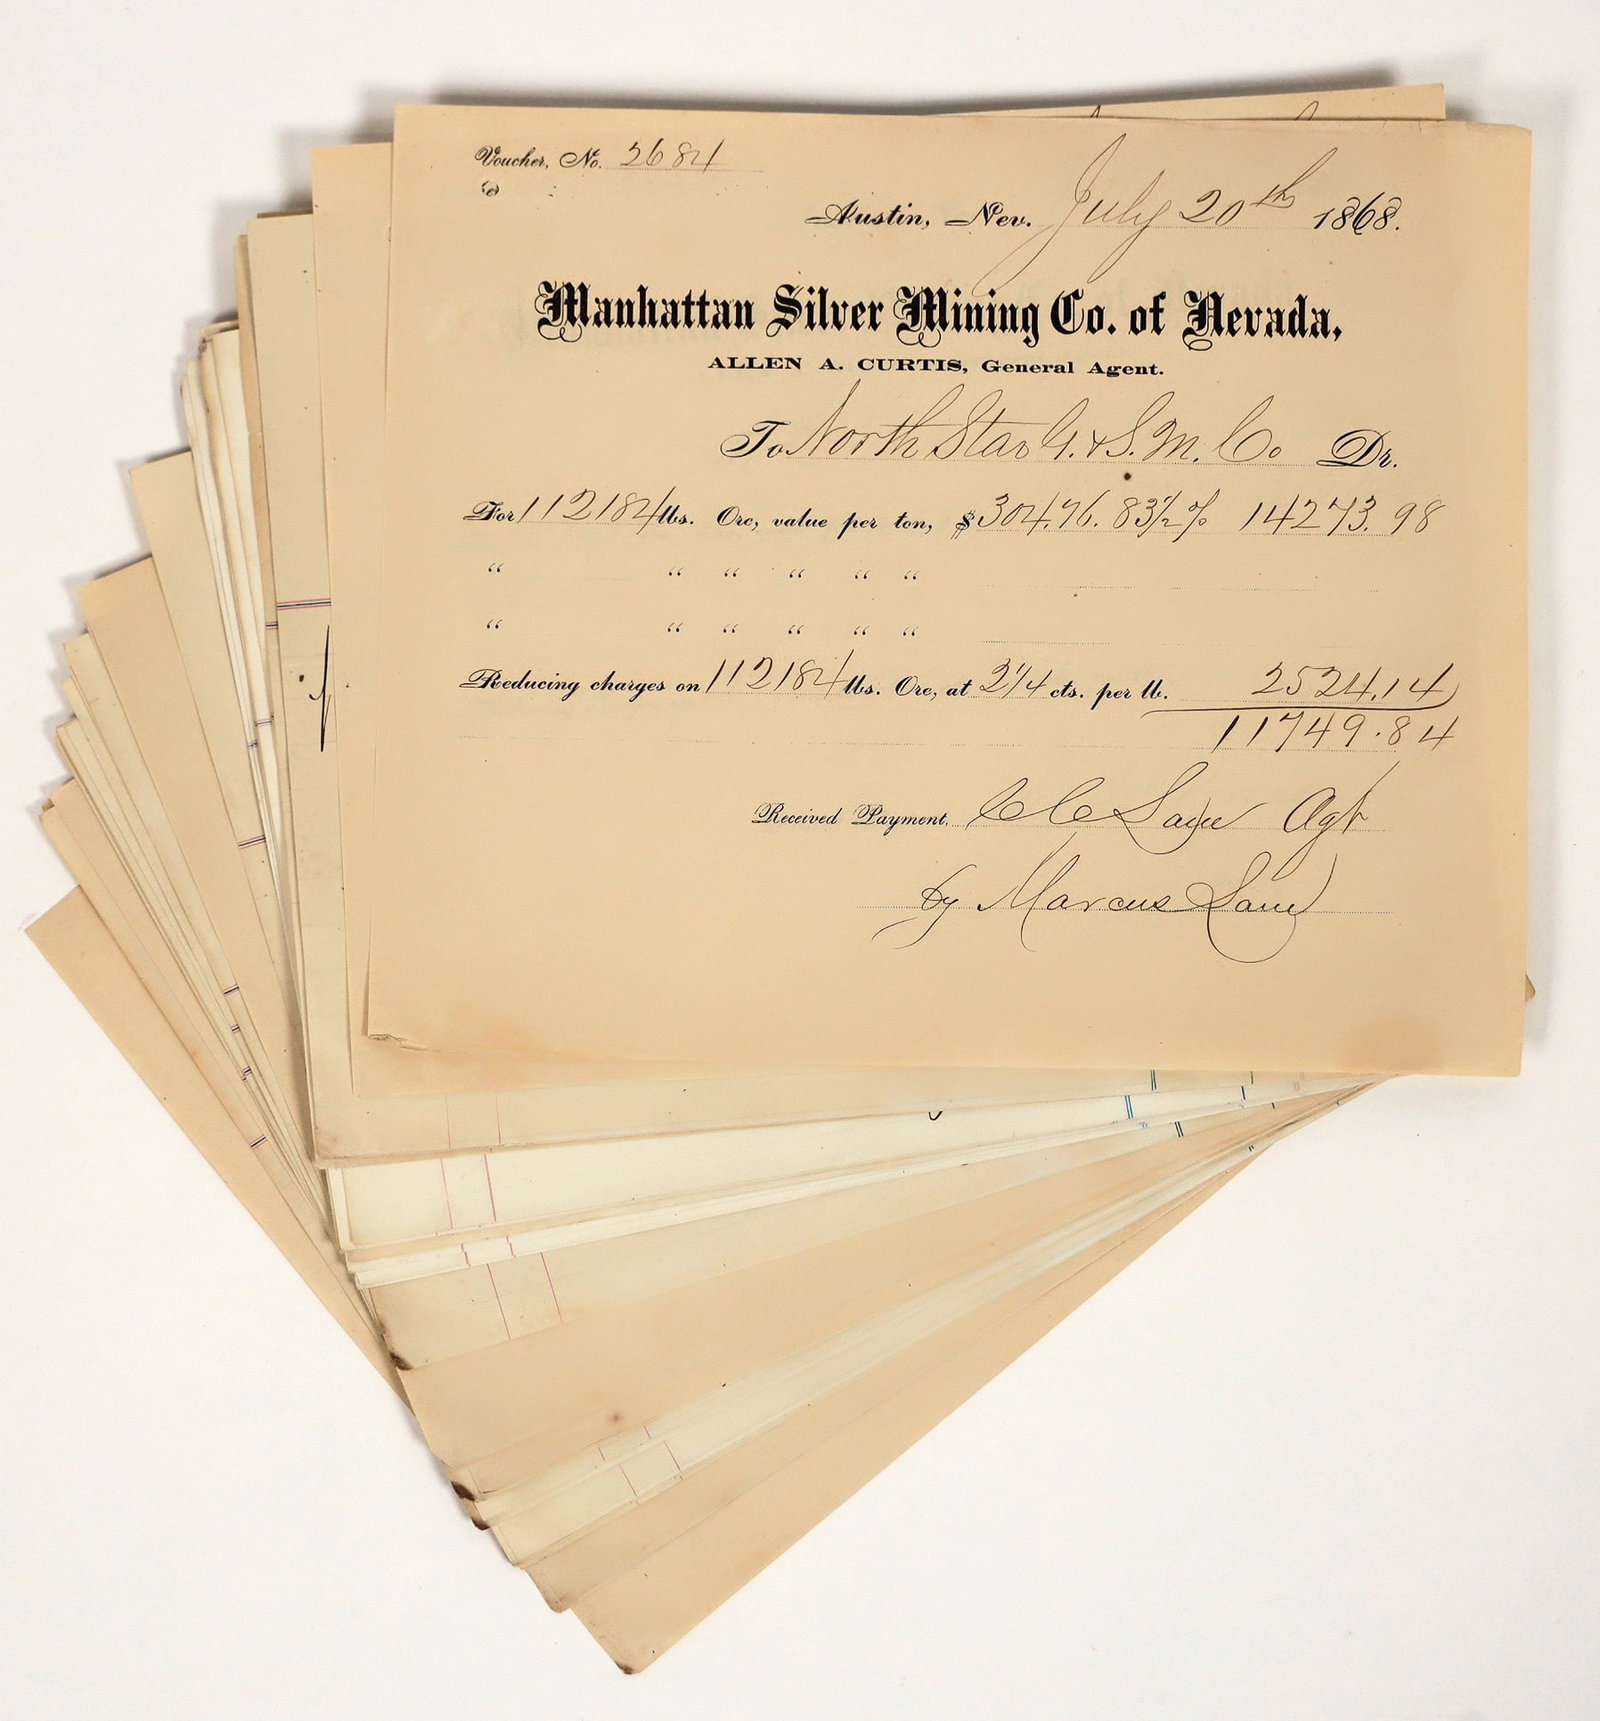 Voucher, No. 2684
Austin, Nev. July 20th 1868.
Manhattan Silver Mining Co. of Nevada,
ALLEN A. CURTIS, General Agent.
To North Star G. & S. M. Co Dr.
For 112184 lbs. Ore, value per ton, $304.76. 83½% 14273.98
" " " " " "
" " " " " "
Reducing charges on 112184 lbs. Ore, at 2¼ cts. per lb. 2524.14
11749.84
Received Payment, Agt
by Marcus